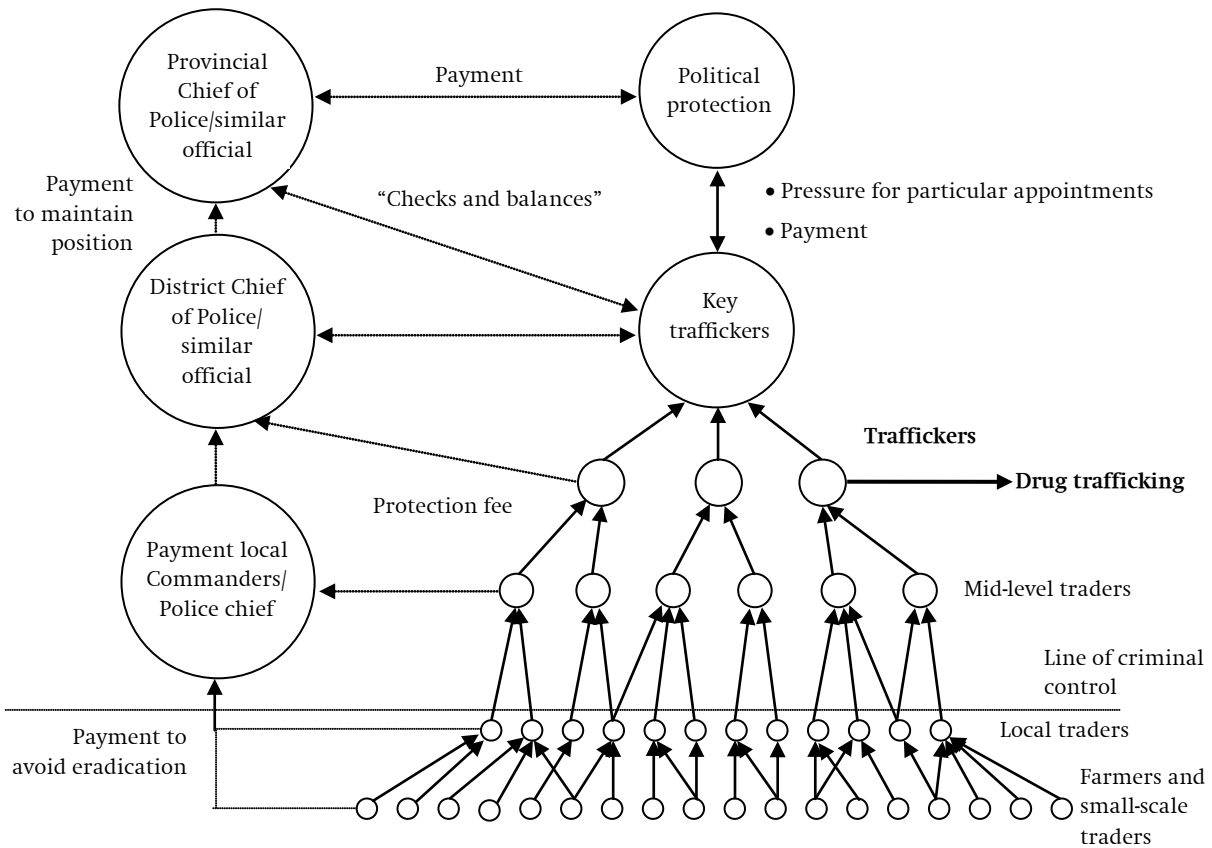 Provincial
Chief of
Police/similar
official
Payment
Political
protection
Payment
to maintain
position
“Checks and balances”
• Pressure for particular appointments
• Payment
District Chief
of Police/
similar
official
Key
traffickers
Traffickers
Drug trafficking
Protection fee
Payment local
Commanders/
Police chief
Mid-level traders
Line of criminal
control
Local traders
Payment to
avoid eradication
Farmers and
small-scale
traders